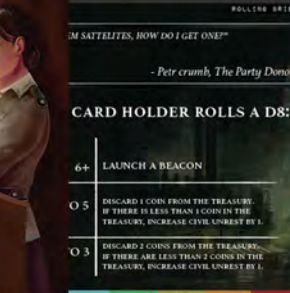 ROLLING
EM SATTELITES, HOW DO I GET ONE?"
- Petr crumb, The Party Dono
CARD HOLDER ROLLS A D8:
6+ LAUNCH A BEACON
O 5 DISCARD 1 COIN FROM THE TREASURY.
IF THERE IS LESS THAN 1 COIN IN THE
TREASURY, INCREASE CIVIL UNREST BY 1.
O 3 DISCARD 2 COINS FROM THE TREASURY.
IF THERE ARE LESS THAN 2 COINS IN THE
TREASURY, INCREASE CIVIL UNREST BY 1.